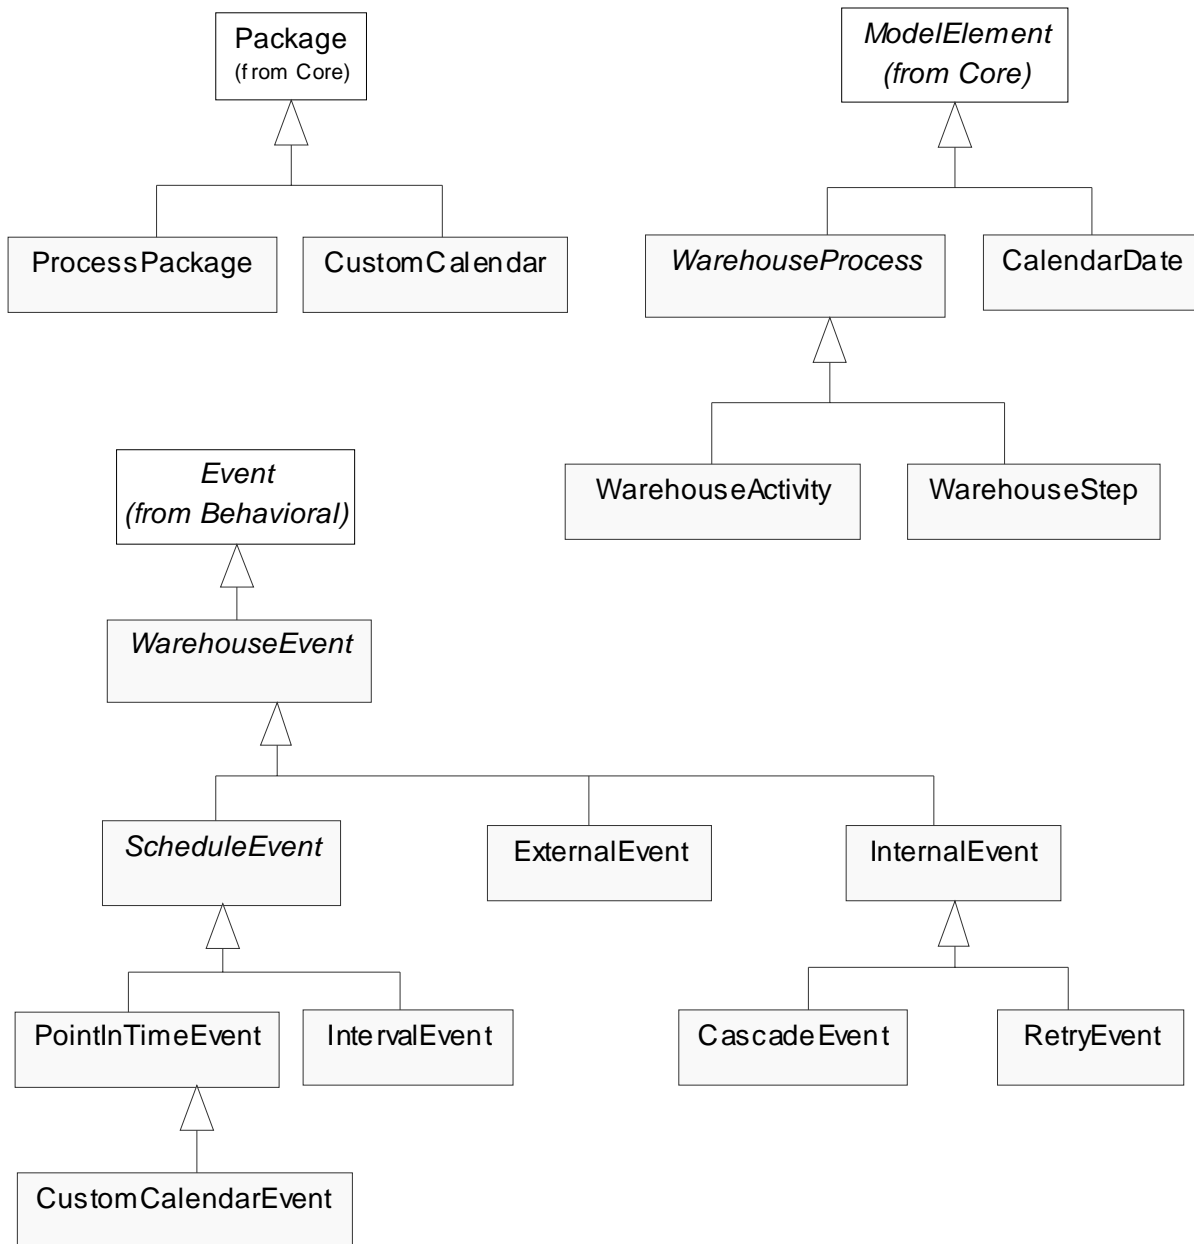 Package
(from Core)
ModelElement
(from Core)
ProcessPackage
CustomCalendar
WarehouseProcess
CalendarDate
WarehouseActivity
WarehouseStep
Event
(from Behavioral)
WarehouseEvent
ScheduleEvent
ExternalEvent
InternalEvent
PointInTimeEvent
IntervalEvent
CascadeEvent
RetryEvent
CustomCalendarEvent